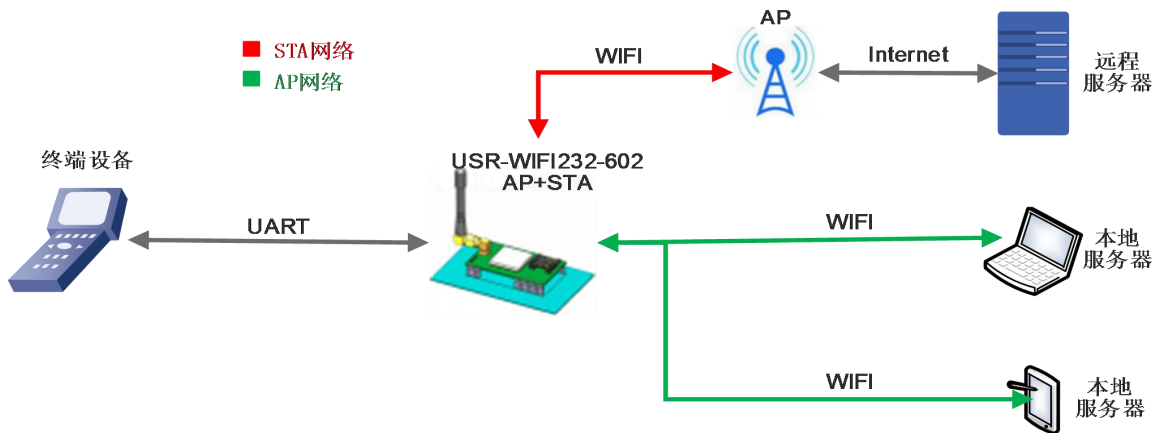 AP
STA网络
AP网络
WIFI
Internet
远程
服务器
终端设备
USR-WIFI232-602
AP+STA
UART
WIFI
本地
服务器
WIFI
本地
服务器